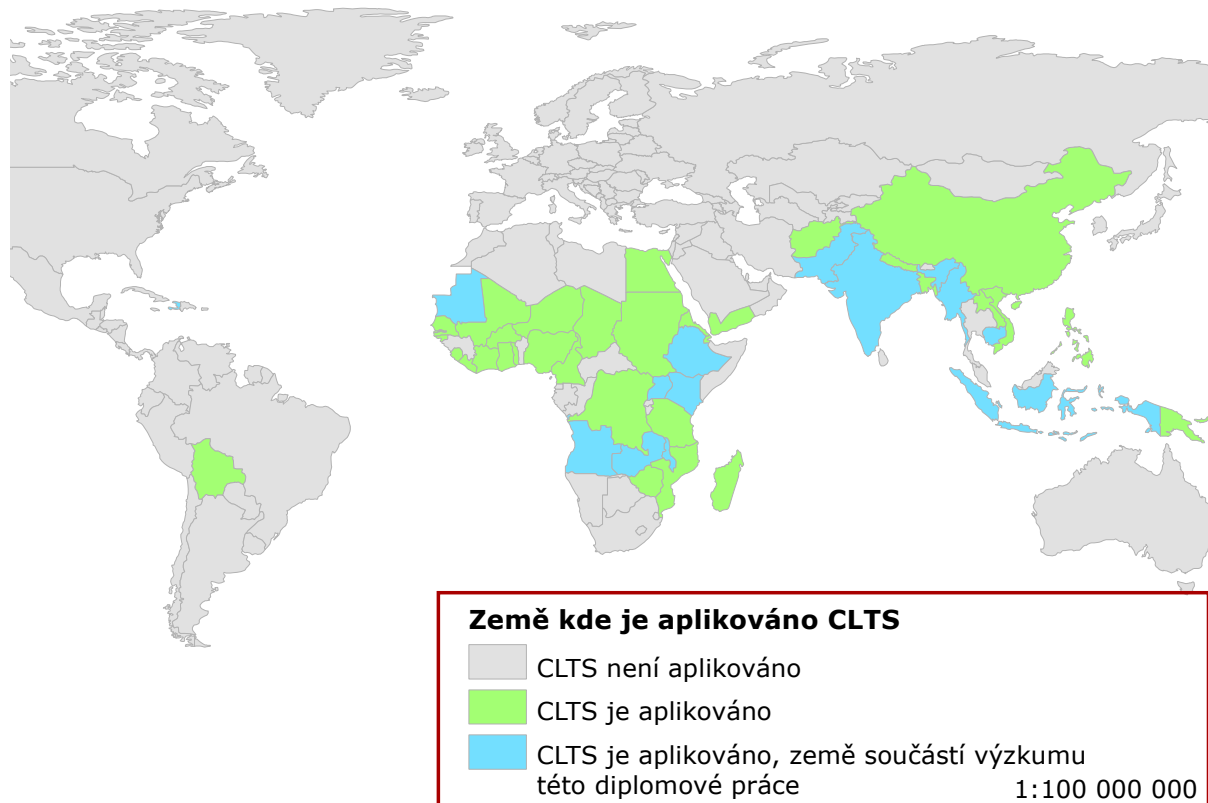 Země kde je aplikováno CLTS
CLTS není aplikováno
CLTS je aplikováno
CLTS je aplikováno, země součástí výzkumu
této diplomové práce
1:100 000 000